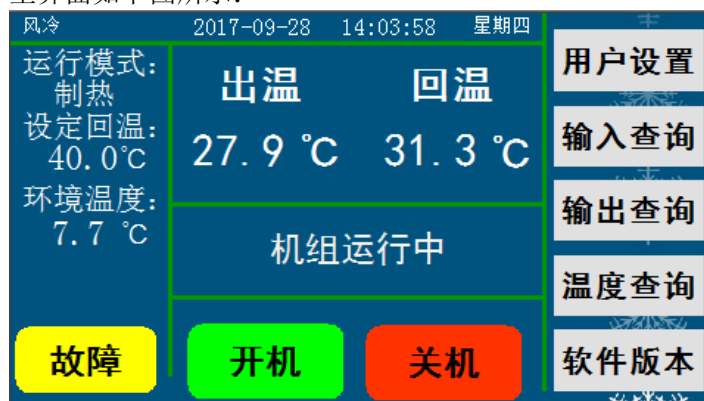 风冷 2017-09-28 14:03:58 星期四
运行模式:
制热
设定回温:
40.0℃
环境温度:
7.7 ℃
出温 回温
27.9 ℃ 31.3 ℃
机组运行中
故障 开机 关机
用户设置
输入查询
输出查询
温度查询
软件版本